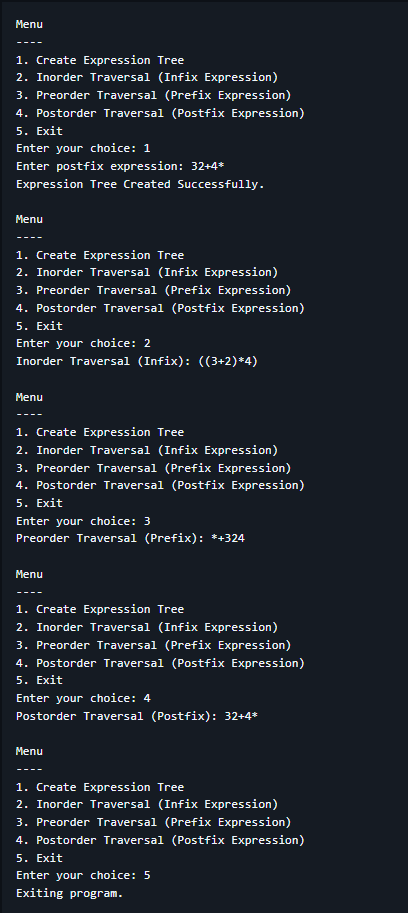 Menu
----
1. Create Expression Tree
2. Inorder Traversal (Infix Expression)
3. Preorder Traversal (Prefix Expression)
4. Postorder Traversal (Postfix Expression)
5. Exit
Enter your choice: 1
Enter postfix expression: 32+4*
Expression Tree Created Successfully.
Menu
----
1. Create Expression Tree
2. Inorder Traversal (Infix Expression)
3. Preorder Traversal (Prefix Expression)
4. Postorder Traversal (Postfix Expression)
5. Exit
Enter your choice: 2
Inorder Traversal (Infix): ((3+2)*4)
Menu
----
1. Create Expression Tree
2. Inorder Traversal (Infix Expression)
3. Preorder Traversal (Prefix Expression)
4. Postorder Traversal (Postfix Expression)
5. Exit
Enter your choice: 3
Preorder Traversal (Prefix): *+324
Menu
----
1. Create Expression Tree
2. Inorder Traversal (Infix Expression)
3. Preorder Traversal (Prefix Expression)
4. Postorder Traversal (Postfix Expression)
5. Exit
Enter your choice: 4
Postorder Traversal (Postfix): 32+4*
Menu
----
1. Create Expression Tree
2. Inorder Traversal (Infix Expression)
3. Preorder Traversal (Prefix Expression)
4. Postorder Traversal (Postfix Expression)
5. Exit
Enter your choice: 5
Exiting program.